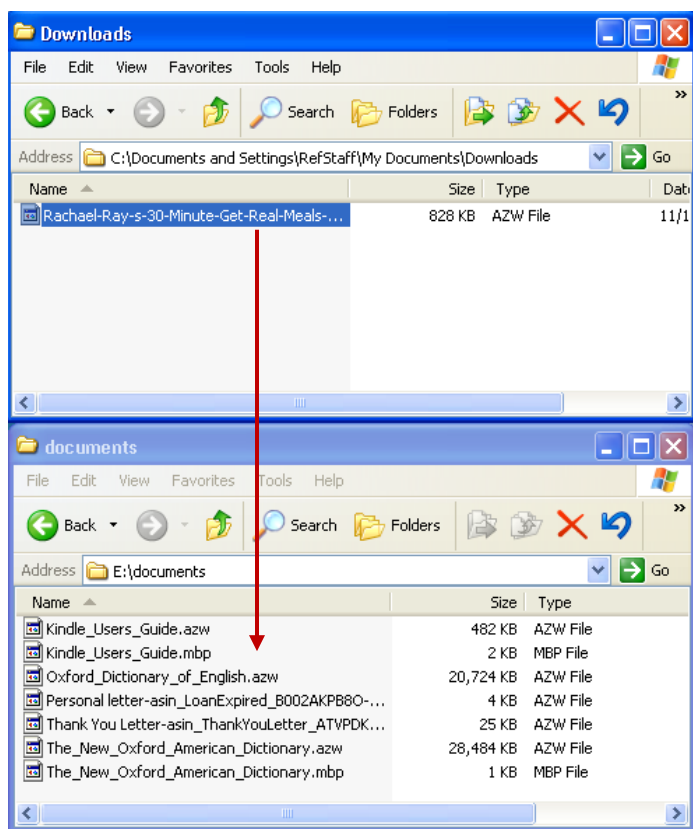 Downloads
File Edit View Favorites Tools Help
Back Search Folders »
Address C:\Documents and Settings\RefStaff\My Documents\Downloads Go
Name Size Type Date
Rachael-Ray-s-30-Minute-Get-Real-Meals-... 828 KB AZW File 11/1
documents
File Edit View Favorites Tools Help
Back Search Folders »
Address E:\documents Go
Name Size Type
Kindle_Users_Guide.azw 482 KB AZW File
Kindle_Users_Guide.mbp 2 KB MBP File
Oxford_Dictionary_of_English.azw 20,724 KB AZW File
Personal letter-asin_LoanExpired_B002AKPB8O-... 4 KB AZW File
Thank You Letter-asin_ThankYouLetter_ATVPDK... 25 KB AZW File
The_New_Oxford_American_Dictionary.azw 28,484 KB AZW File
The_New_Oxford_American_Dictionary.mbp 1 KB MBP File